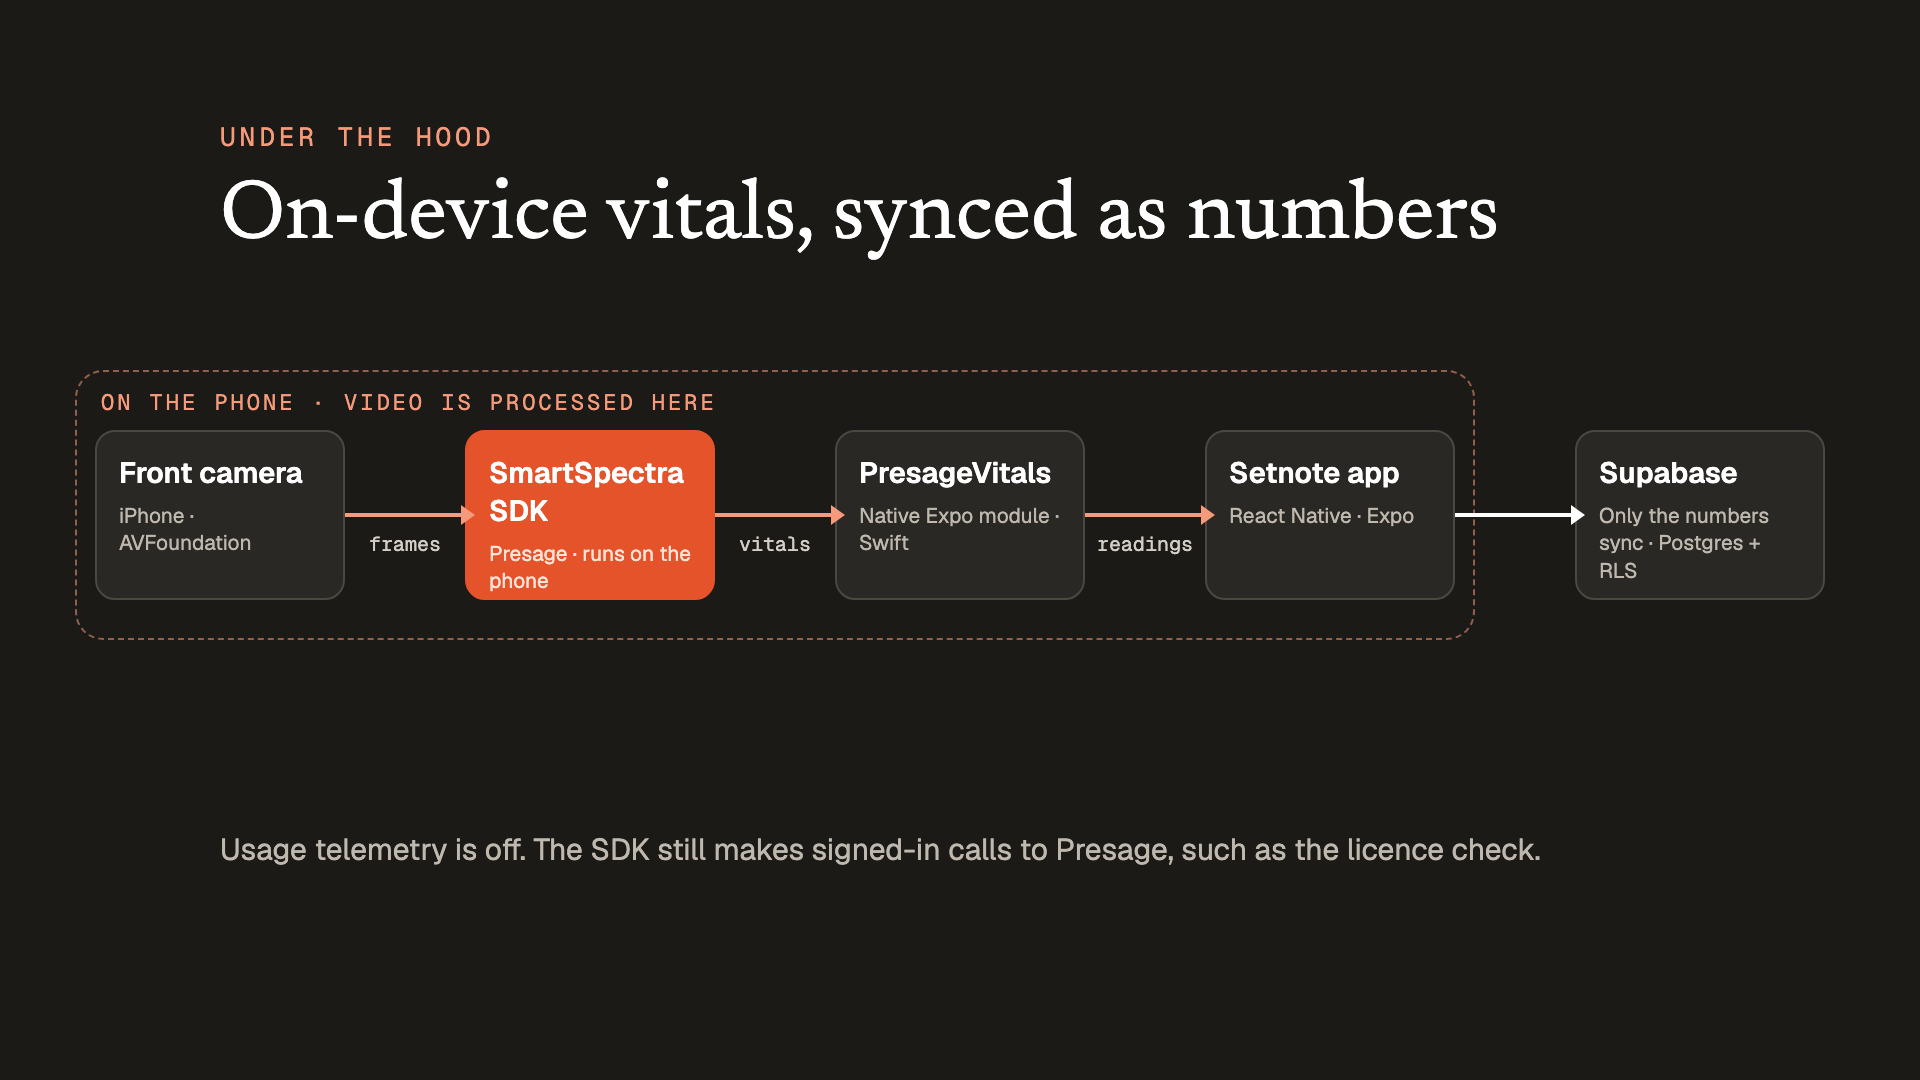 UNDER THE HOOD
On-device vitals, synced as numbers
ON THE PHONE · VIDEO IS PROCESSED HERE
Front camera
iPhone ·
AVFoundation
frames
SmartSpectra
SDK
Presage · runs on the
phone
vitals
PresageVitals
Native Expo module ·
Swift
readings
Setnote app
React Native · Expo
Supabase
Only the numbers
sync · Postgres +
RLS
Usage telemetry is off. The SDK still makes signed-in calls to Presage, such as the licence check.